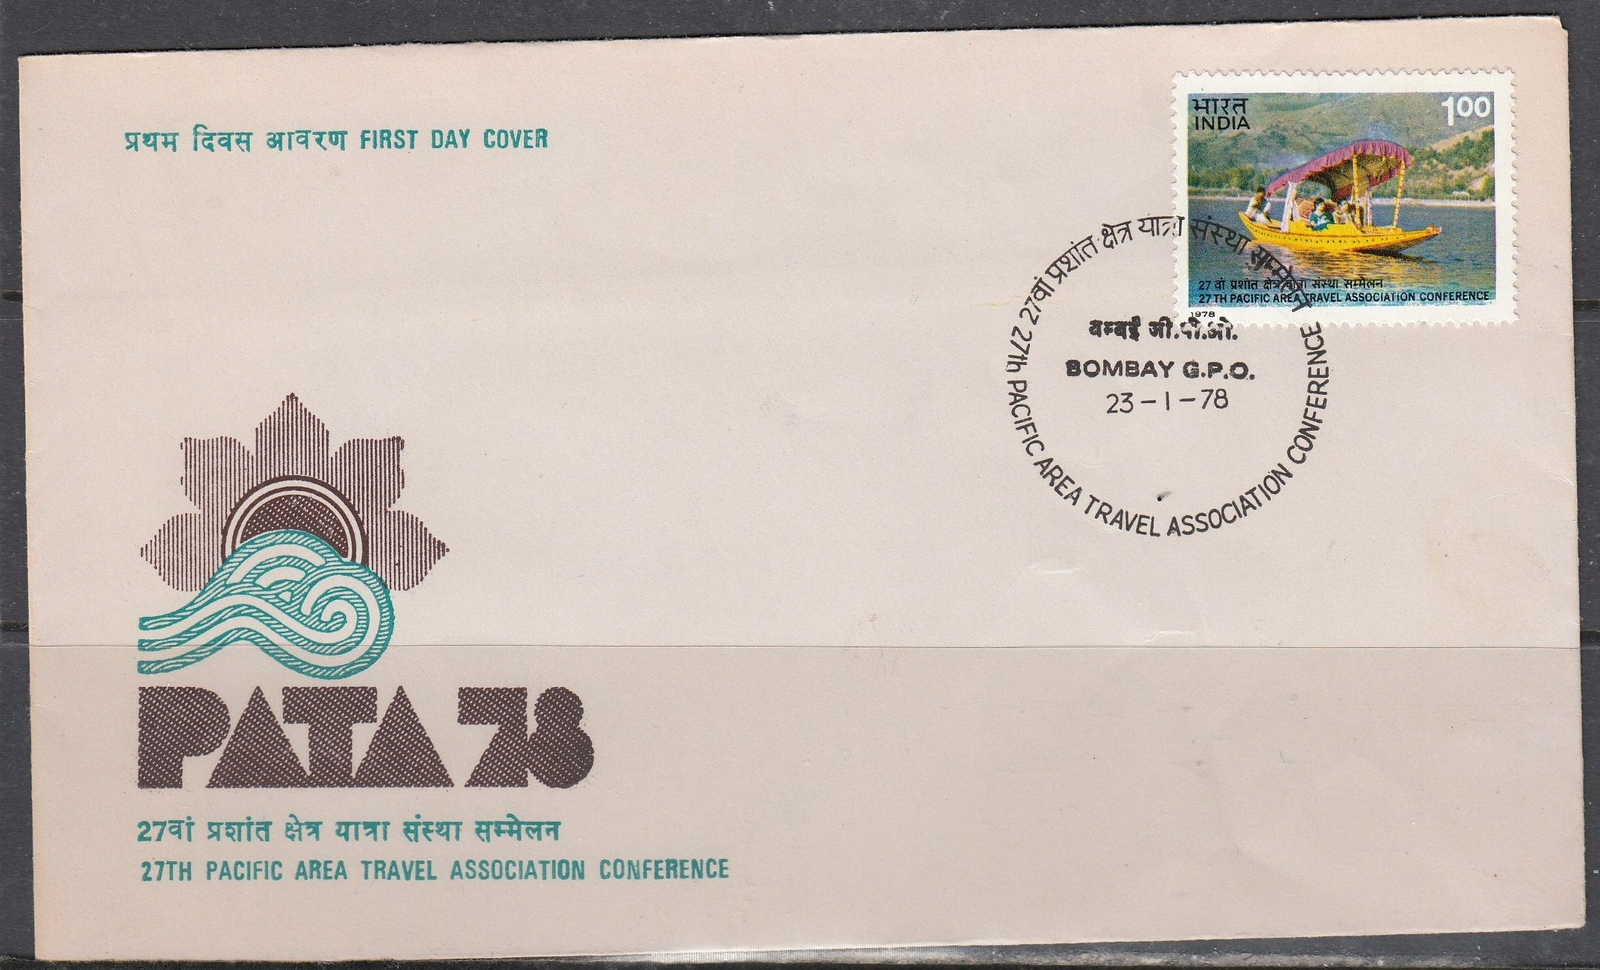 प्रथम दिवस आवरण FIRST DAY COVER
भारत 1.00
INDIA
27 वां प्रशांत क्षेत्र यात्रा संस्था सम्मेलन
27TH PACIFIC AREA TRAVEL ASSOCIATION CONFERENCE
1978
27वां प्रशांत क्षेत्र यात्रा संस्था सम्मेलन
बम्बई जी.पी.ओ.
BOMBAY G.P.O.
23-1-78
27th PACIFIC AREA TRAVEL ASSOCIATION CONFERENCE
PATA 78
27वां प्रशांत क्षेत्र यात्रा संस्था सम्मेलन
27TH PACIFIC AREA TRAVEL ASSOCIATION CONFERENCE